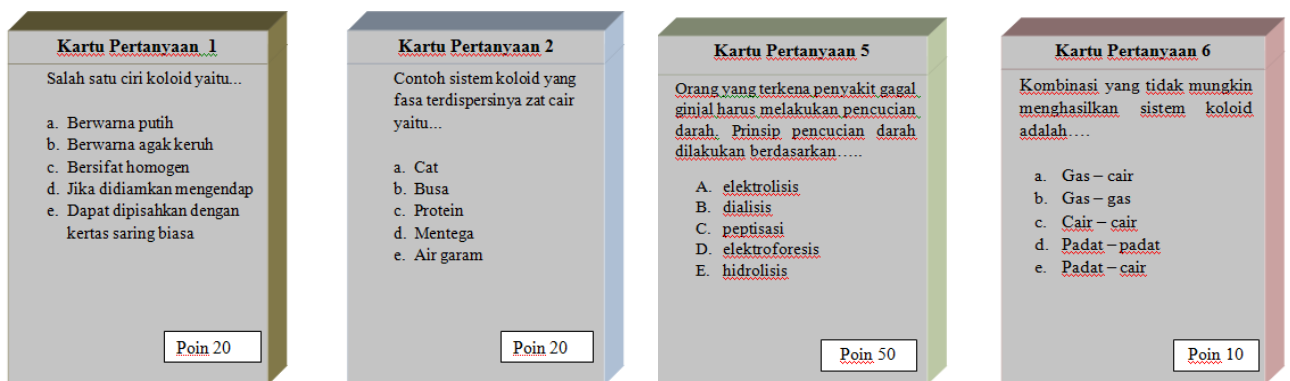 Kartu Pertanyaan 1
Salah satu ciri koloid yaitu...
a. Berwarna putih
b. Berwarna agak keruh
c. Bersifat homogen
d. Jika didiamkan mengendap
e. Dapat dipisahkan dengan
kertas saring biasa
Poin 20
Kartu Pertanyaan 2
Contoh sistem koloid yang
fasa terdispersinya zat cair
yaitu...
a. Cat
b. Busa
c. Protein
d. Mentega
e. Air garam
Poin 20
Kartu Pertanyaan 5
Orang yang terkena penyakit gagal
ginjal harus melakukan pencucian
darah. Prinsip pencucian darah
dilakukan berdasarkan…..
A. elektrolisis
B. dialisis
C. peptisasi
D. elektroforesis
E. hidrolisis
Poin 50
Kartu Pertanyaan 6
Kombinasi yang tidak mungkin
menghasilkan sistem koloid
adalah….
a. Gas – cair
b. Gas – gas
c. Cair – cair
d. Padat – padat
e. Padat – cair
Poin 10